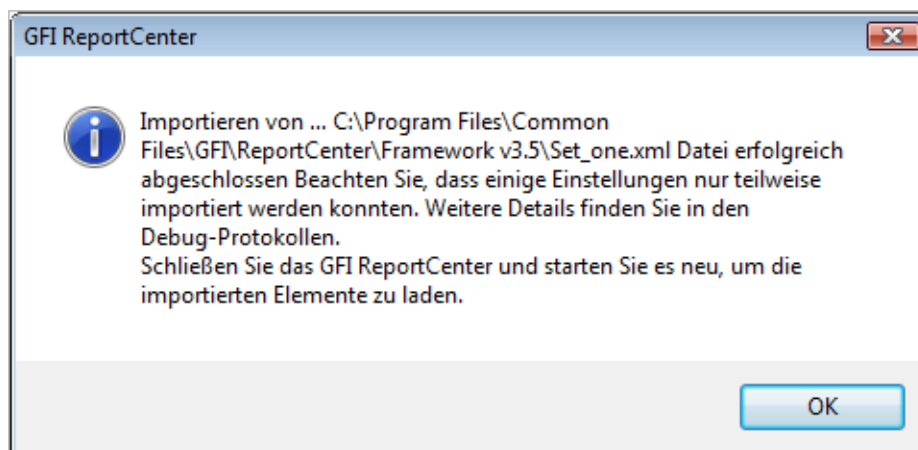 GFI ReportCenter
Importieren von ... C:\Program Files\Common
Files\GFI\ReportCenter\Framework v3.5\Set_one.xml Datei erfolgreich
abgeschlossen Beachten Sie, dass einige Einstellungen nur teilweise
importiert werden konnten. Weitere Details finden Sie in den
Debug-Protokollen.
Schließen Sie das GFI ReportCenter und starten Sie es neu, um die
importierten Elemente zu laden.
OK